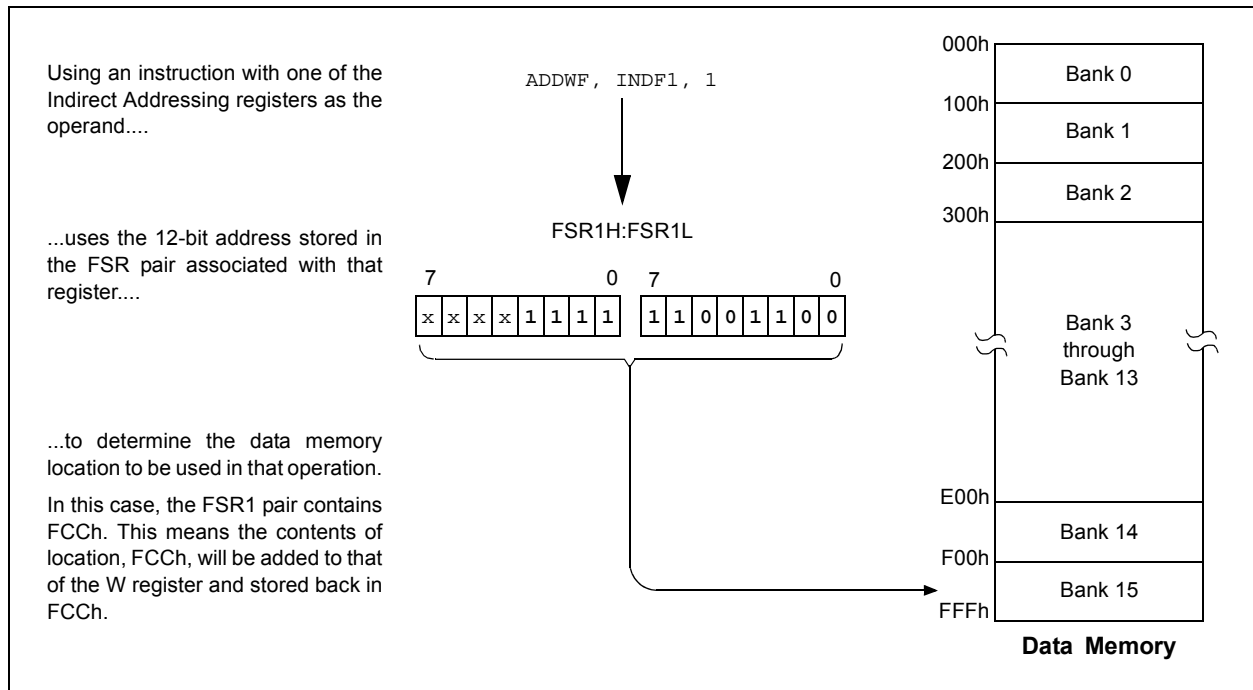 Using an instruction with one of the
Indirect Addressing registers as the
operand....
ADDWF, INDF1, 1
...uses the 12-bit address stored in
the FSR pair associated with that
register....
FSR1H:FSR1L
7 0 7 0
x x x x 1 1 1 1 1 1 0 0 1 1 0 0
...to determine the data memory
location to be used in that operation.
In this case, the FSR1 pair contains
FCCh. This means the contents of
location, FCCh, will be added to that
of the W register and stored back in
FCCh.
000h
Bank 0
100h
Bank 1
200h
Bank 2
300h
Bank 3
through
Bank 13
E00h
Bank 14
F00h
Bank 15
FFFh
Data Memory